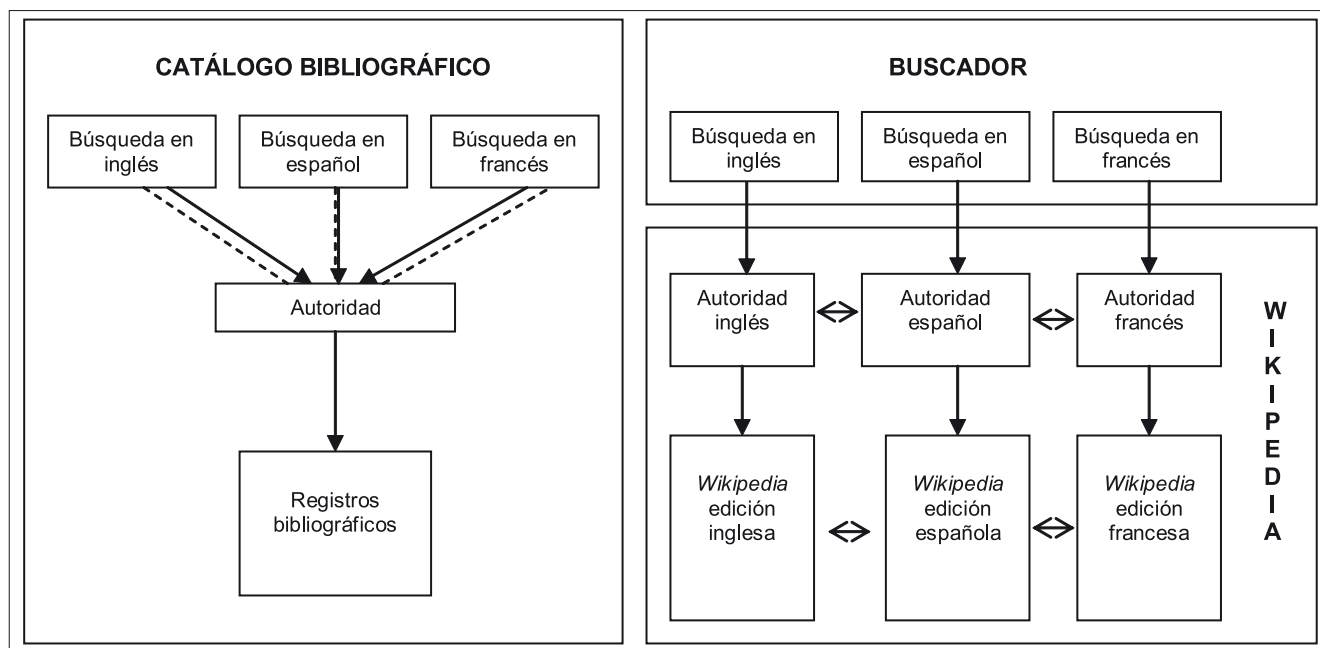 CATÁLOGO BIBLIOGRÁFICO
Búsqueda en
inglés
Búsqueda en
español
Búsqueda en
francés
Autoridad
Registros
bibliográficos
BUSCADOR
Búsqueda en
inglés
Búsqueda en
español
Búsqueda en
francés
Autoridad
inglés
Autoridad
español
Autoridad
francés
Wikipedia
edición
inglesa
Wikipedia
edición
española
Wikipedia
edición
francesa
WIKIPEDIA